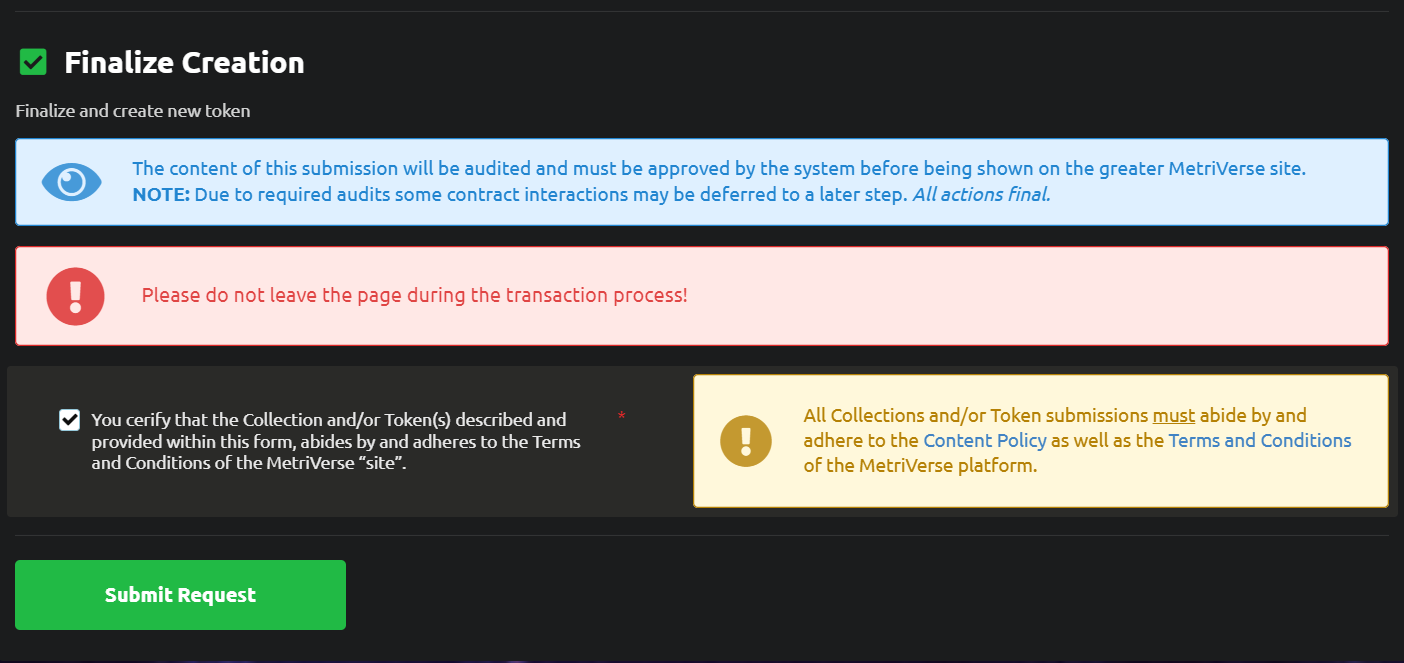 Finalize Creation
Finalize and create new token
The content of this submission will be audited and must be approved by the system before being shown on the greater MetriVerse site.
NOTE: Due to required audits some contract interactions may be deferred to a later step. All actions final.
Please do not leave the page during the transaction process!
You cerify that the Collection and/or Token(s) described and *
provided within this form, abides by and adheres to the Terms
and Conditions of the MetriVerse “site”.
All Collections and/or Token submissions must abide by and
adhere to the Content Policy as well as the Terms and Conditions
of the MetriVerse platform.
Submit Request